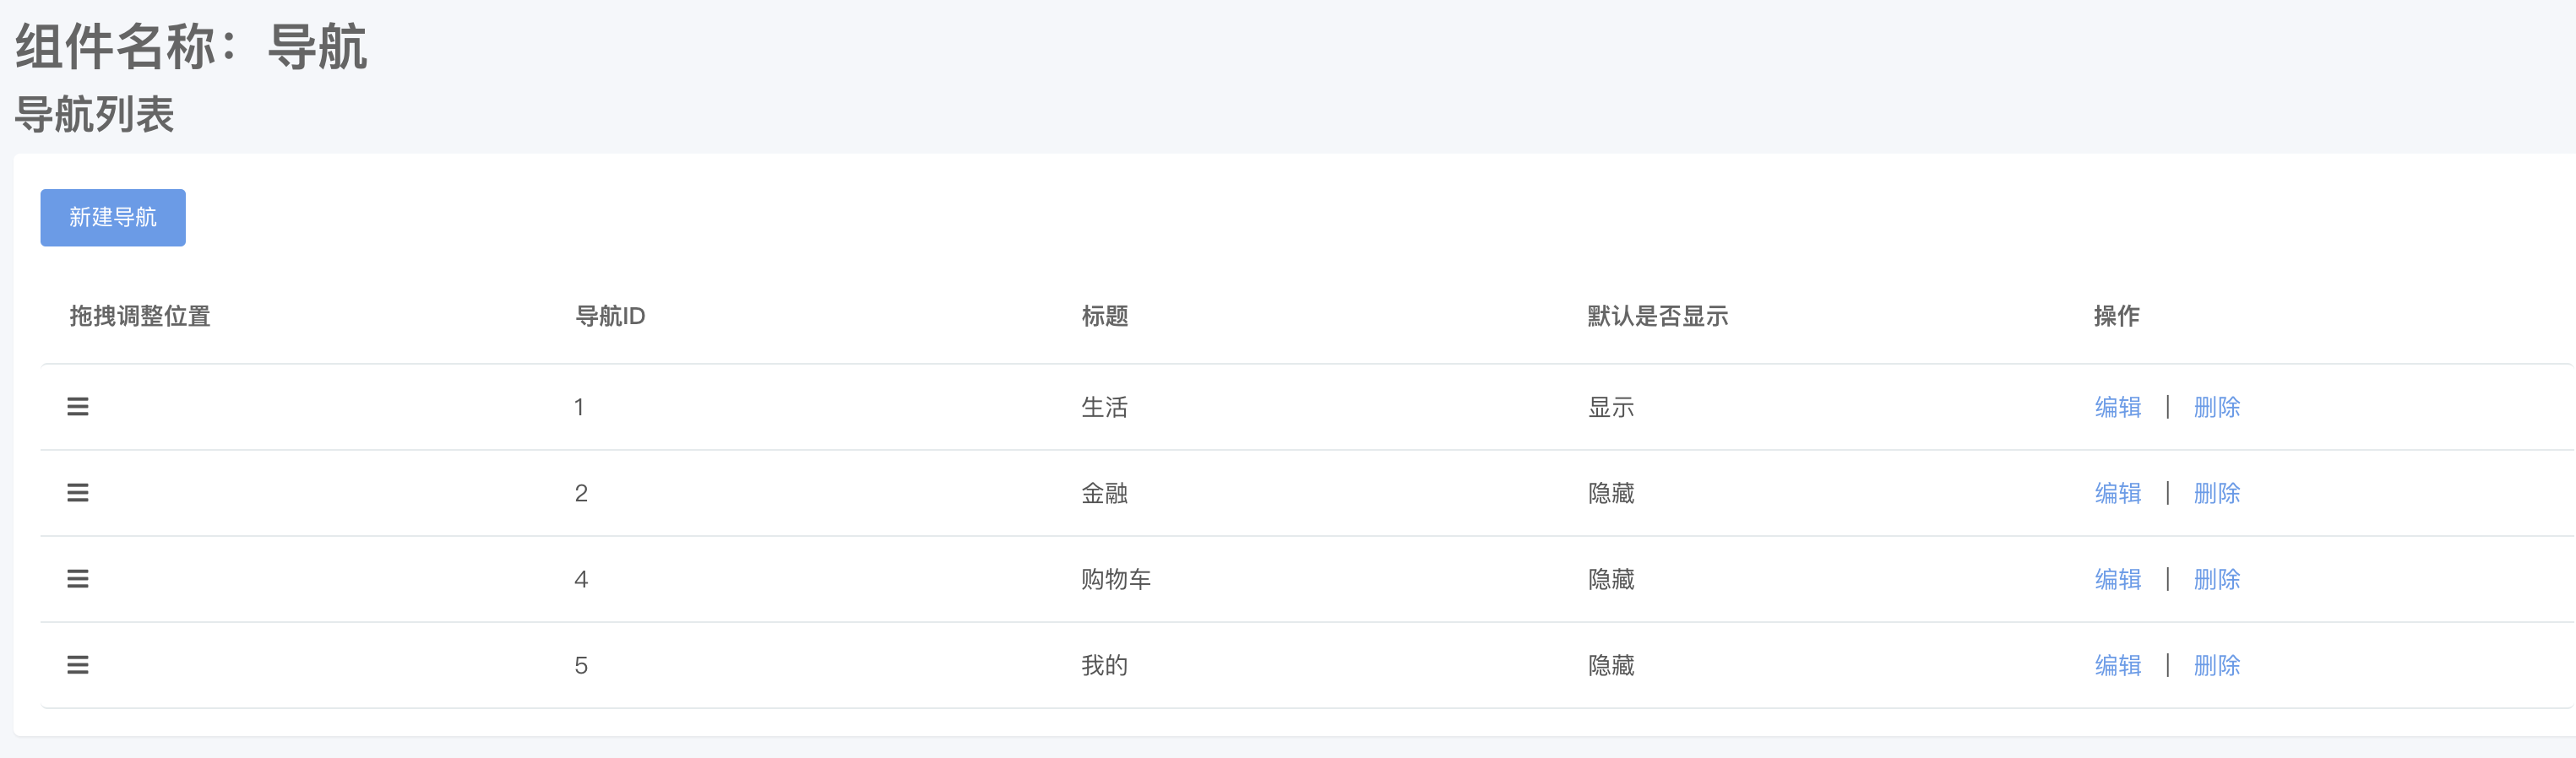 组件名称：导航
导航列表
新建导航
拖拽调整位置 导航ID 标题 默认是否显示 操作
1 生活 显示 编辑 | 删除
2 金融 隐藏 编辑 | 删除
4 购物车 隐藏 编辑 | 删除
5 我的 隐藏 编辑 | 删除